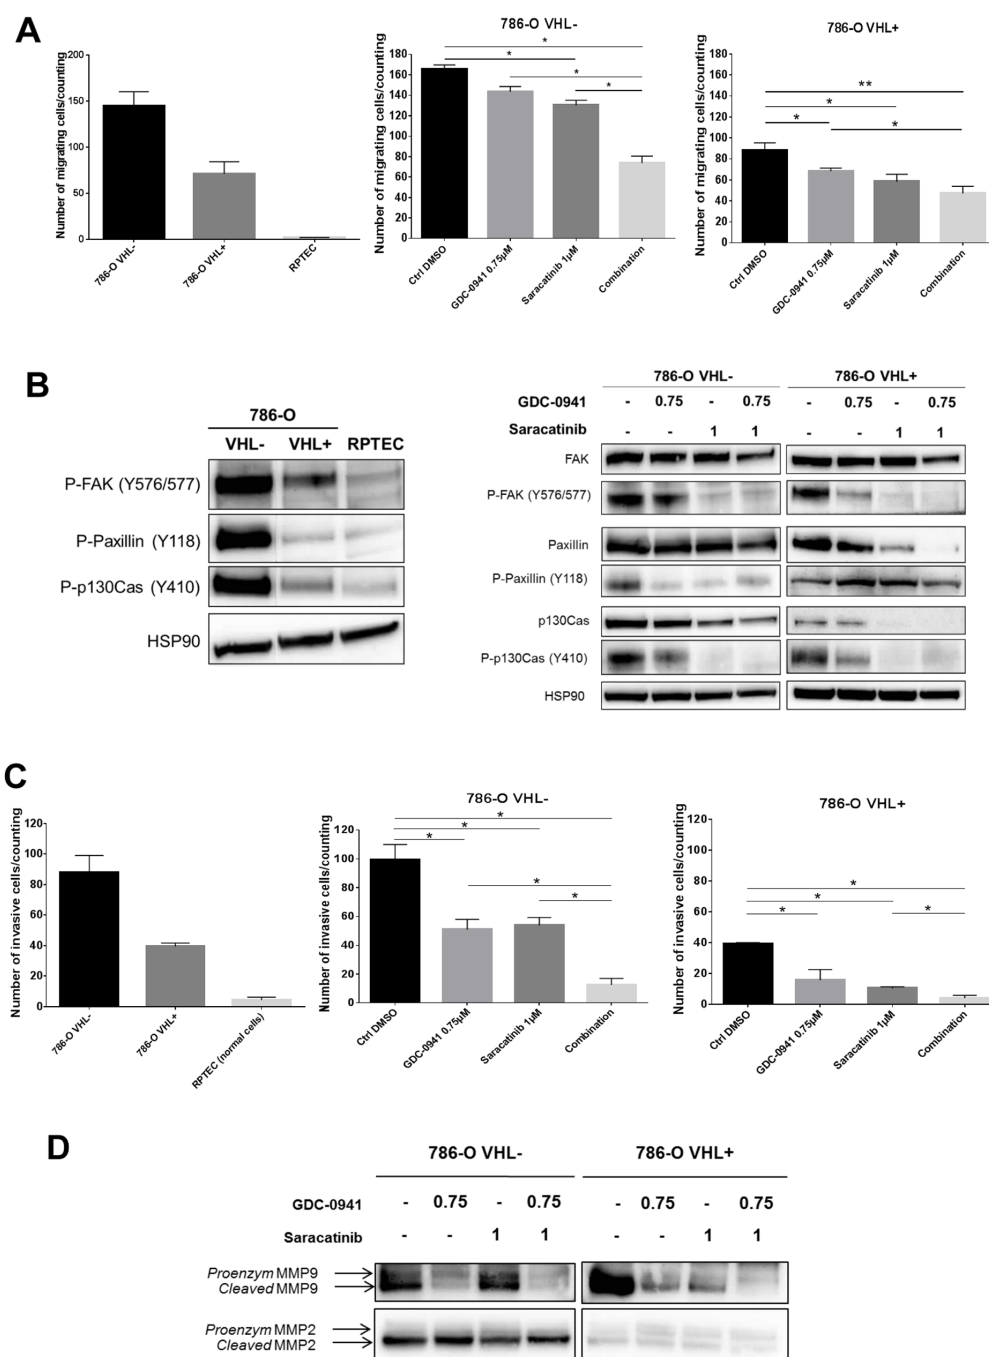 A
Number of migrating cells/counting
200
150
100
50
0
786-O VHL-
786-O VHL+
RPTEC
786-O VHL-
Number of migrating cells/counting
180
160
140
120
100
80
60
40
20
0
*
*
*
*
Ctrl DMSO
GDC-0941 0.75µM
Saracatinib 1µM
Combination
786-O VHL+
Number of migrating cells/counting
180
160
140
120
100
80
60
40
20
0
**
*
*
*
Ctrl DMSO
GDC-0941 0.75µM
Saracatinib 1µM
Combination
B
786-O
VHL- VHL+ RPTEC
P-FAK (Y576/577)
P-Paxillin (Y118)
P-p130Cas (Y410)
HSP90
786-O VHL- 786-O VHL+
GDC-0941 - 0.75 - 0.75 - 0.75 - 0.75
Saracatinib - - 1 1 - - 1 1
FAK
P-FAK (Y576/577)
Paxillin
P-Paxillin (Y118)
p130Cas
P-p130Cas (Y410)
HSP90
C
Number of invasive cells/counting
120
100
80
60
40
20
0
786-O VHL-
786-O VHL+
RPTEC (normal cells)
786-O VHL-
Number of invasive cells/counting
120
100
80
60
40
20
0
*
*
*
*
*
Ctrl DMSO
GDC-0941 0.75µM
Saracatinib 1µM
Combination
786-O VHL+
Number of invasive cells/counting
120
100
80
60
40
20
0
*
*
*
*
Ctrl DMSO
GDC-0941 0.75µM
Saracatinib 1µM
Combination
D
786-O VHL- 786-O VHL+
GDC-0941 - 0.75 - 0.75 - 0.75 - 0.75
Saracatinib - - 1 1 - - 1 1
Proenzym MMP9
Cleaved MMP9
Proenzym MMP2
Cleaved MMP2